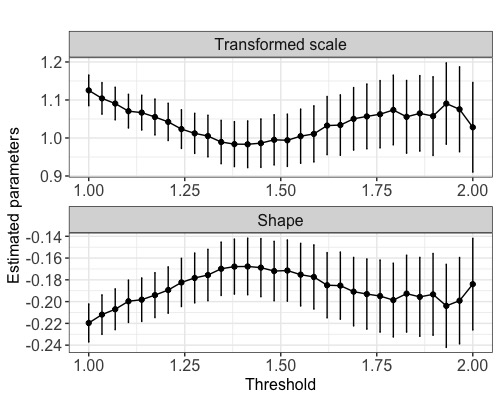 Transformed scale
1.2
1.1
1.0
0.9
1.00 1.25 1.50 1.75 2.00
Estimated parameters
Shape
-0.14
-0.16
-0.18
-0.20
-0.22
-0.24
1.00 1.25 1.50 1.75 2.00
Threshold